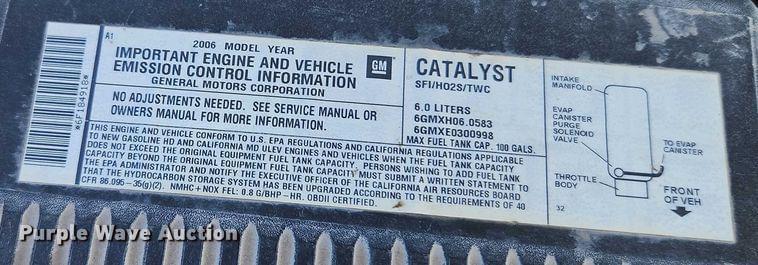 A1
2006 MODEL YEAR
IMPORTANT ENGINE AND VEHICLE
EMISSION CONTROL INFORMATION
GENERAL MOTORS CORPORATION
GM
NO ADJUSTMENTS NEEDED. SEE SERVICE MANUAL OR
OWNERS MANUAL FOR MORE INFORMATION.
*6F184918*
CATALYST
SFI/HO2S/TWC
6.0 LITERS
6GMXH06.0583
6GMXE0300998
MAX FUEL TANK CAP. 100 GALS.
THIS ENGINE AND VEHICLE CONFORM TO U.S. EPA REGULATIONS AND CALIFORNIA REGULATIONS APPLICABLE
TO NEW GASOLINE HD AND CALIFORNIA MD ULEV ENGINES AND VEHICLES WHEN THE FUEL TANK CAPACITY
DOES NOT EXCEED THE ORIGINAL EQUIPMENT FUEL TANK CAPACITY. PERSONS WISHING TO ADD FUEL TANK
CAPACITY BEYOND THE ORIGINAL EQUIPMENT FUEL TANK CAPACITY MUST SUBMIT A WRITTEN STATEMENT TO
THE EPA ADMINISTRATOR AND NOTIFY THE EXECUTIVE OFFICER OF THE CALIFORNIA AIR RESOURCES BOARD
THAT THE HYDROCARBON STORAGE SYSTEM HAS BEEN UPGRADED ACCORDING TO THE REQUIREMENTS OF 40
CFR 86.095-35(g)(2). NMHC + NOX FEL: 0.8 G/BHP - HR. OBDII CERTIFIED.
INTAKE
MANIFOLD
EVAP
CANISTER
PURGE
SOLENOID
VALVE
TO EVAP
CANISTER
THROTTLE
BODY
FRONT
OF VEH
32
Purple Wave Auction